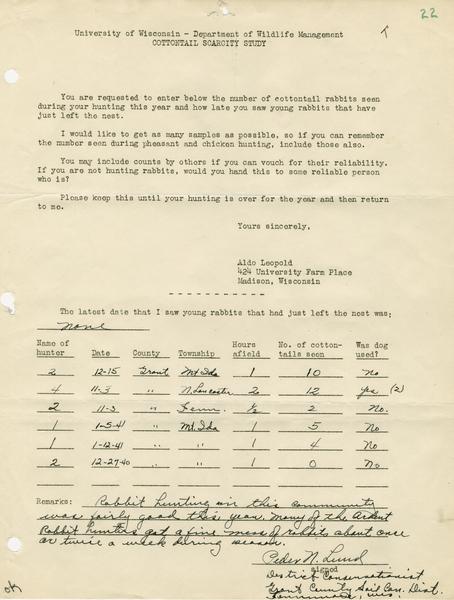 22
University of Wisconsin - Department of Wildlife Management
COTTONTAIL SCARCITY STUDY
You are requested to enter below the number of cottontail rabbits seen
during your hunting this year and how late you saw young rabbits that have
just left the nest.
I would like to get as many samples as possible, so if you can remember
the number seen during pheasant and chicken hunting, include those also.
You may include counts by others if you can vouch for their reliability.
If you are not hunting rabbits, would you hand this to some reliable person
who is?
Please keep this until your hunting is over for the year and then return
to me.
Yours sincerely,
Aldo Leopold
424 University Farm Place
Madison, Wisconsin
----------
The latest date that I saw young rabbits that had just left the nest was:
None
Name of hunter Date County Township Hours afield No. of cotton-tails seen Was dog used?
2 12-15 Grant Mt. Ida 1 10 No
4 11-3 " N. Lancaster 2 12 yes (2)
2 11-3 " Fenn. 1/2 2 No.
1 1-5-41 " Mt. Ida 1 5 No
1 1-12-41 " " 1 4 No
2 12-27-40 " " 1 0 No
Remarks: Rabbit hunting in this community
was fairly good this year. Many of the ardent
Rabbit hunters got a fine mess of rabbits about once
or twice a week during season.
Peder N. Lund
signed
District Conservationist
Grant County Soil Con. Dist.
Wis.
OK